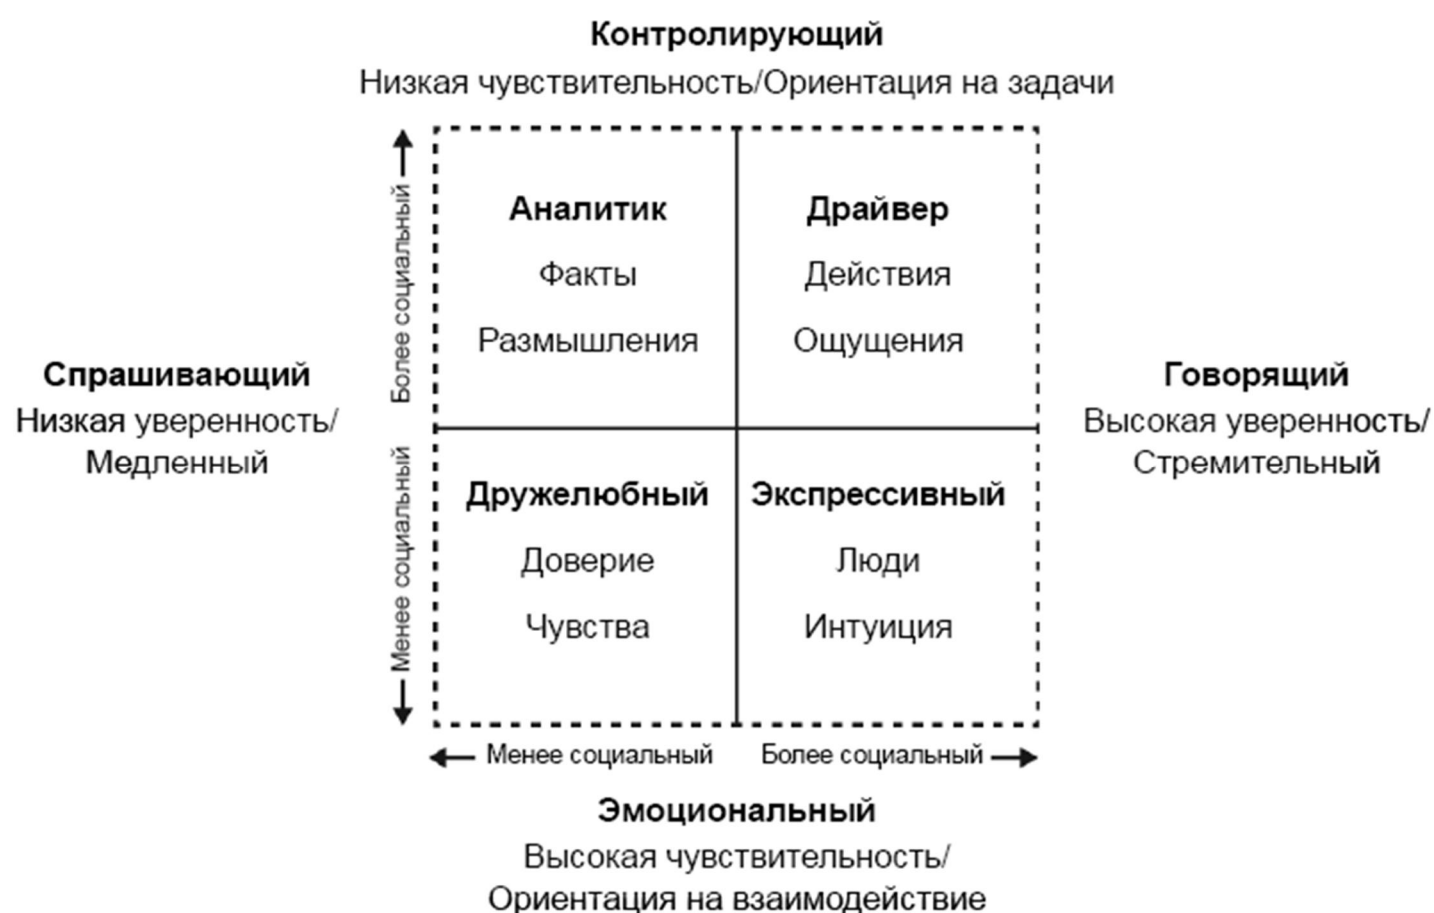 Контролирующий
Низкая чувствительность/Ориентация на задачи
Более социальный
Аналитик
Факты
Размышления
Драйвер
Действия
Ощущения
Спрашивающий
Низкая уверенность/
Медленный
Говорящий
Высокая уверенность/
Стремительный
Менее социальный
Дружелюбный
Доверие
Чувства
Экспрессивный
Люди
Интуиция
Менее социальный
Более социальный
Эмоциональный
Высокая чувствительность/
Ориентация на взаимодействие